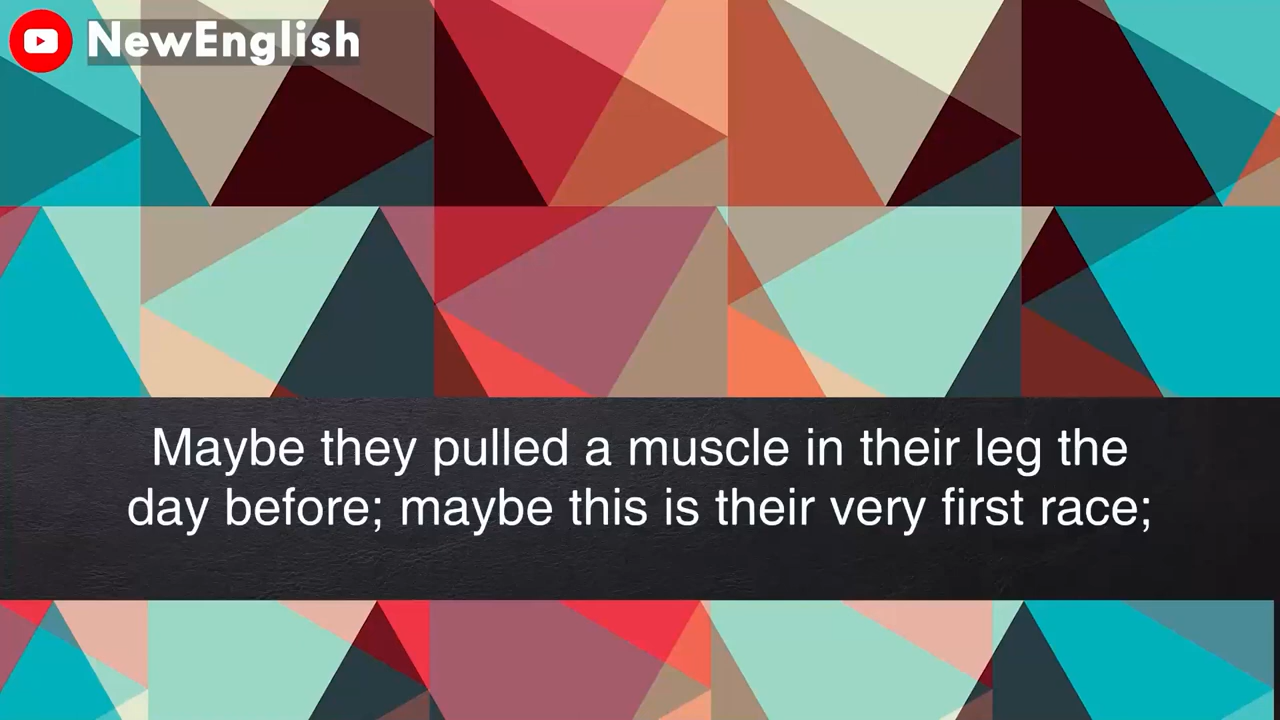 NewEnglish
Maybe they pulled a muscle in their leg the
day before; maybe this is their very first race;